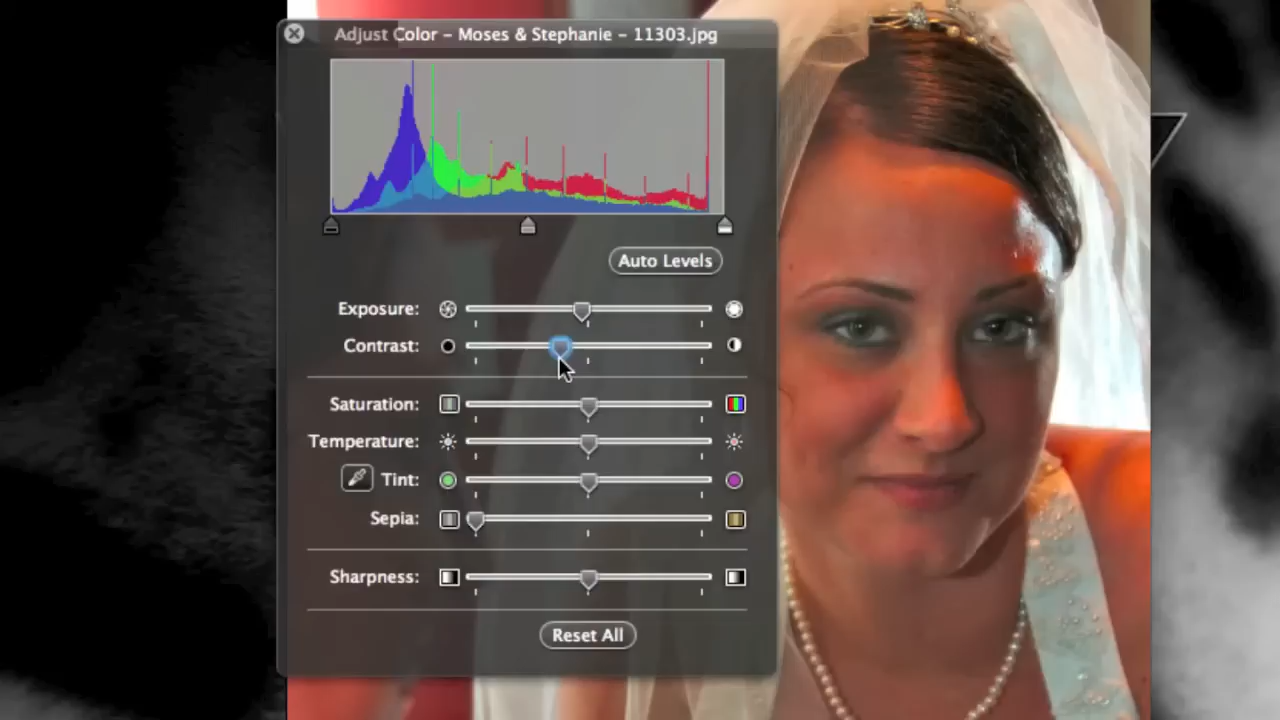 Adjust Color – Moses & Stephanie – 11303.jpg
Auto Levels
Exposure:
Contrast:
Saturation:
Temperature:
Tint:
Sepia:
Sharpness:
Reset All